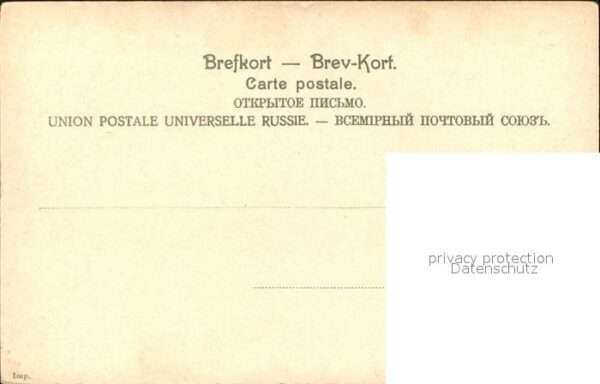 Brefkort — Brev-Kort.
Carte postale.
ОТКРЫТОЕ ПИСЬМО.
UNION POSTALE UNIVERSELLE RUSSIE. — ВСЕМІРНЫЙ ПОЧТОВЫЙ СОЮЗЪ.
privacy protection
Datenschutz
Imp.